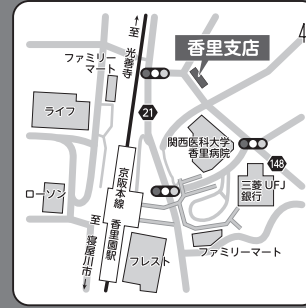 ↑至 光善寺
香里支店
4
ファミリー
マート
ライフ
21
関西医科大学
香里病院
148
三菱UFJ
銀行
京阪本線 香里園駅
ローソン
至 寝屋川市↓
フレスト
ファミリーマート